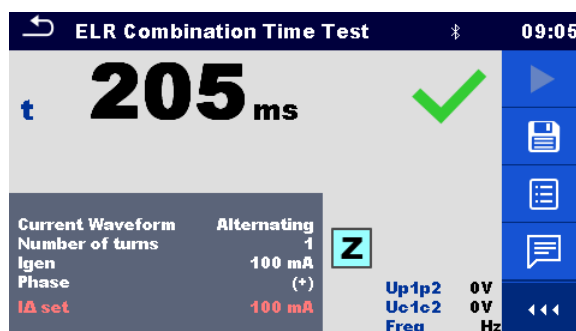 ELR Combination Time Test 09:05
t 205 ms
Current Waveform Alternating
Number of turns 1
Igen 100 mA
Phase (+)
I∆ set 100 mA
Z
Up1p2 0V
Uc1c2 0V
Freq Hz